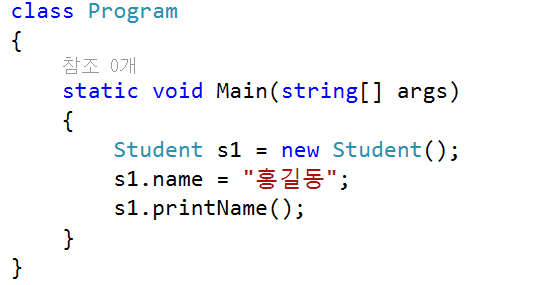 class Program
{
참조 0개
static void Main(string[] args)
{
Student s1 = new Student();
s1.name = "홍길동";
s1.printName();
}
}